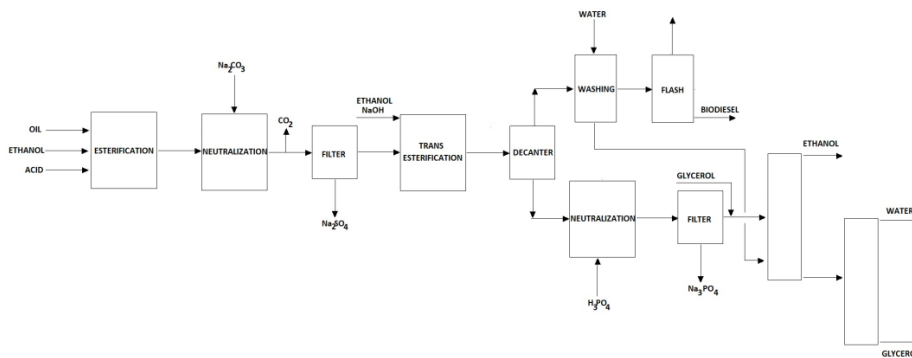 WATER
Na2CO3
ETHANOL
NaOH
CO2
OIL
ETHANOL
ACID
ESTERIFICATION
NEUTRALIZATION
FILTER
TRANS
ESTERIFICATION
DECANTER
WASHING
FLASH
BIODIESEL
ETHANOL
Na2SO4
GLYCEROL
NEUTRALIZATION
FILTER
WATER
H3PO4
Na3PO4
GLYCEROL